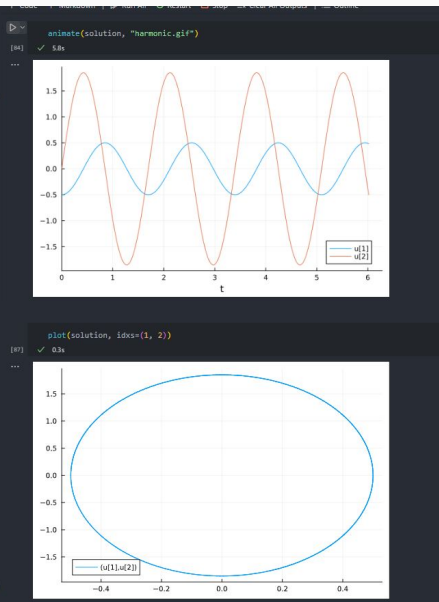 Code Markdown Run All Restart Stop Clear All Outputs Outline
animate(solution, "harmonic.gif")
[84] ✓ 5.8s
...
1.5
1.0
0.5
0.0
−0.5
−1.0
−1.5
u[1]
u[2]
0 1 2 3 4 5 6
t
plot(solution, idxs=(1, 2))
[87] ✓ 0.3s
...
1.5
1.0
0.5
0.0
−0.5
−1.0
−1.5
(u[1],u[2])
−0.4 −0.2 0.0 0.2 0.4